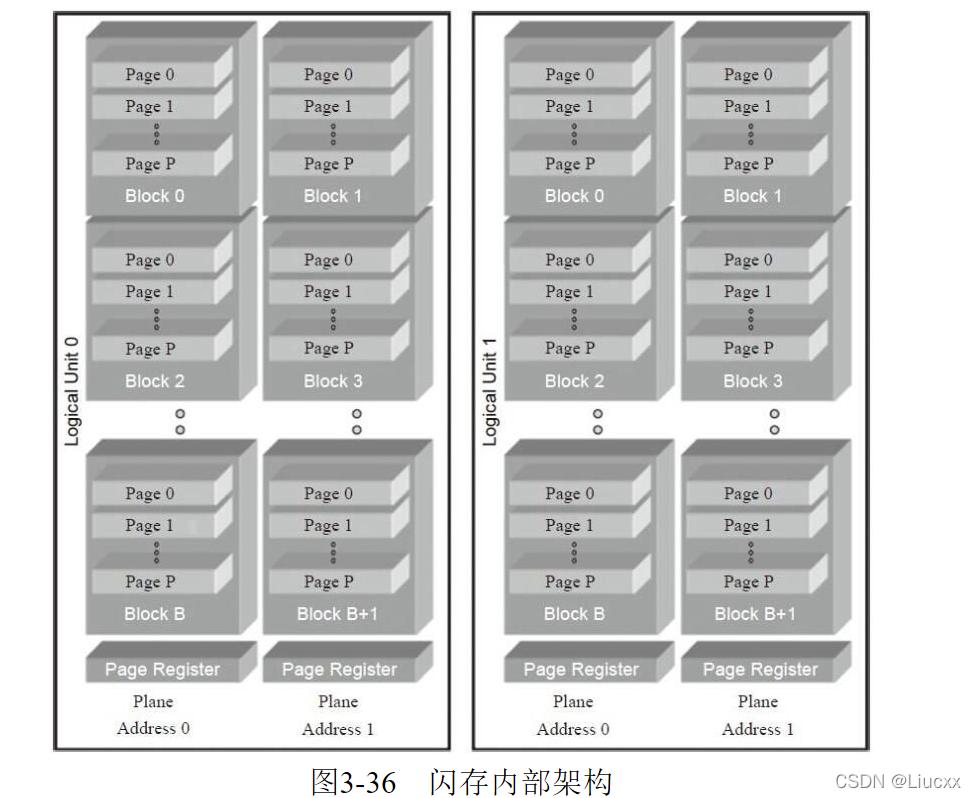 Logical Unit 0
Page 0
Page 1
Page P
Block 0
Page 0
Page 1
Page P
Block 1
Page 0
Page 1
Page P
Block 2
Page 0
Page 1
Page P
Block 3
Page 0
Page 1
Page P
Block B
Page 0
Page 1
Page P
Block B+1
Page Register
Plane
Address 0
Page Register
Plane
Address 1
Logical Unit 1
Page 0
Page 1
Page P
Block 0
Page 0
Page 1
Page P
Block 1
Page 0
Page 1
Page P
Block 2
Page 0
Page 1
Page P
Block 3
Page 0
Page 1
Page P
Block B
Page 0
Page 1
Page P
Block B+1
Page Register
Plane
Address 0
Page Register
Plane
Address 1
图3-36 闪存内部架构
CSDN @Liucxx